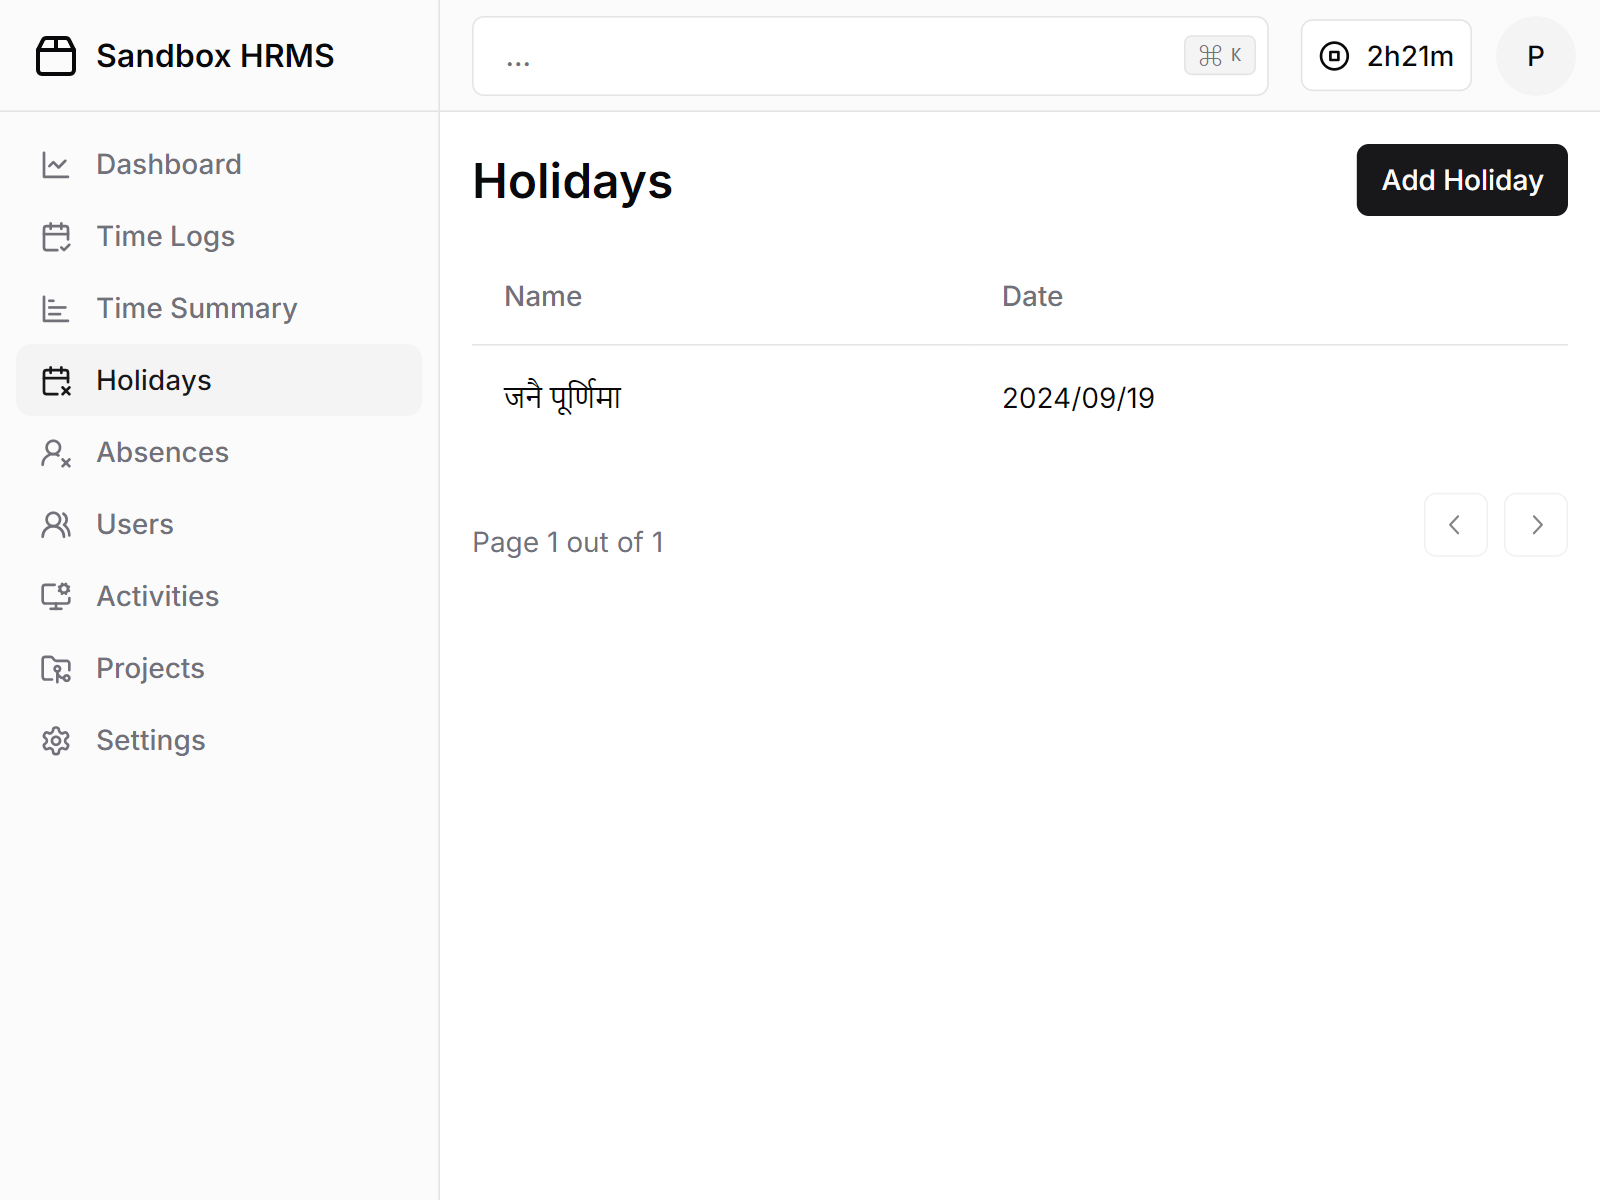 Sandbox HRMS
...
⌘ K
2h21m
P
Dashboard
Time Logs
Time Summary
Holidays
Absences
Users
Activities
Projects
Settings
Holidays
Add Holiday
Name Date
जनै पूर्णिमा 2024/09/19
Page 1 out of 1